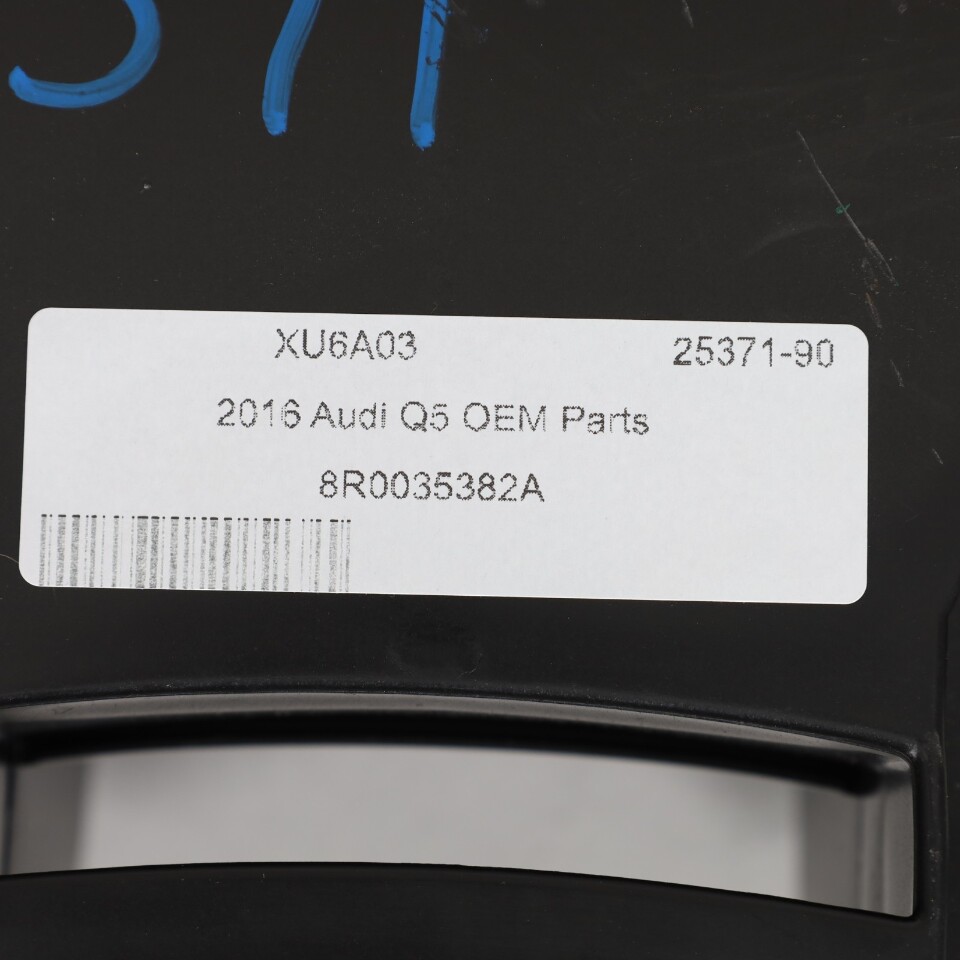 XU6A03 25371-90
2016 Audi Q5 OEM Parts
8R0035382A